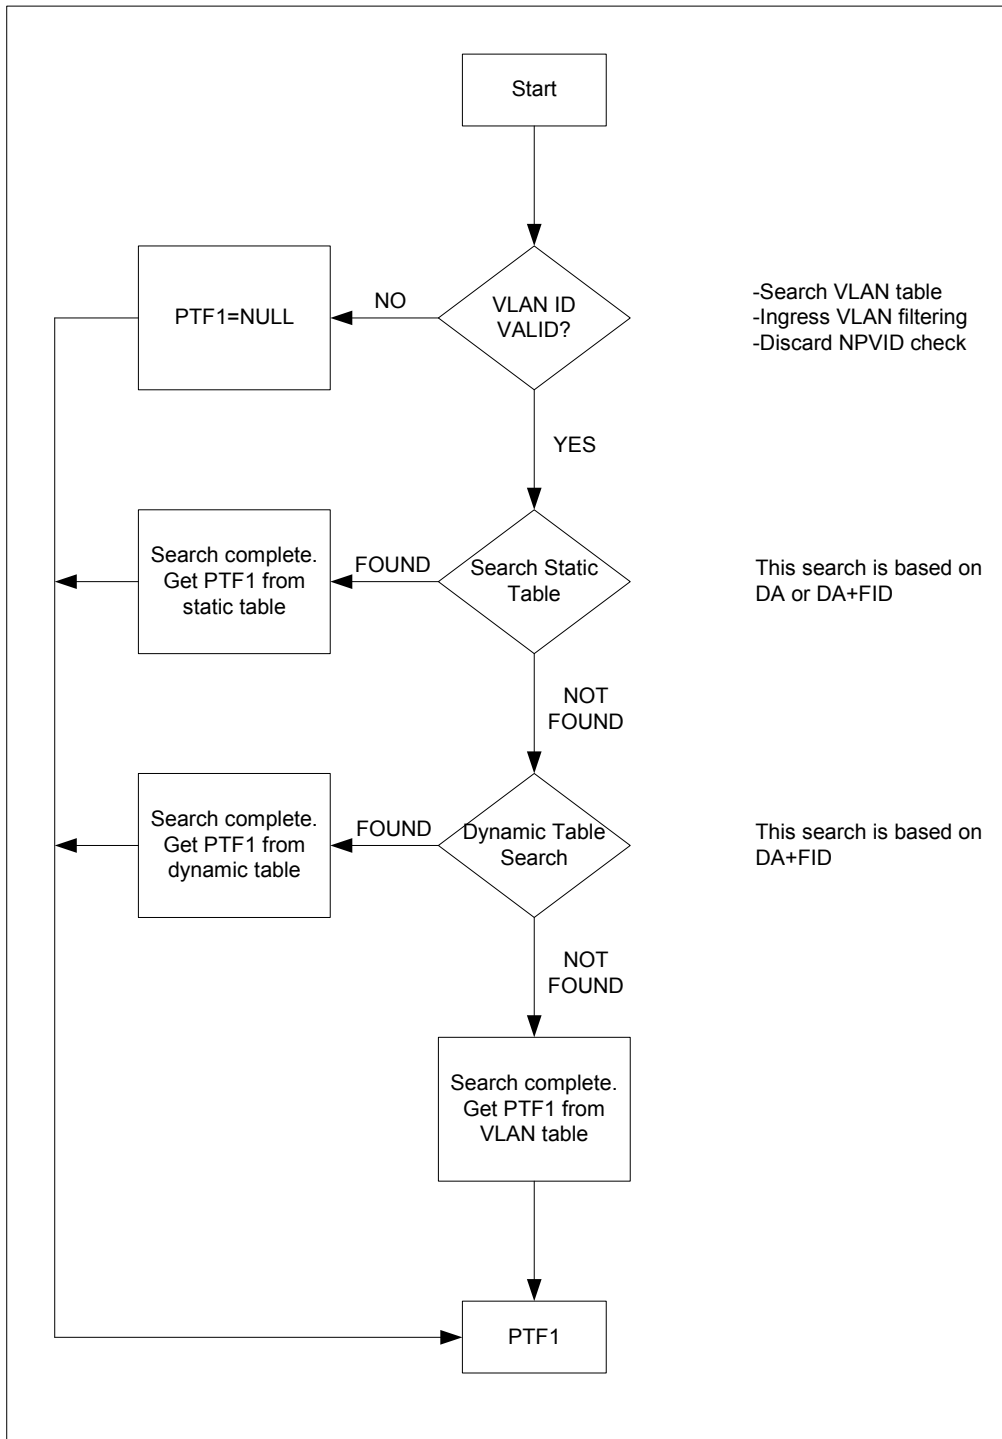 Start
PTF1=NULL
NO
VLAN ID
VALID?
-Search VLAN table
-Ingress VLAN filtering
-Discard NPVID check
YES
Search complete.
Get PTF1 from
static table
FOUND
Search Static
Table
This search is based on
DA or DA+FID
NOT
FOUND
Search complete.
Get PTF1 from
dynamic table
FOUND
Dynamic Table
Search
This search is based on
DA+FID
NOT
FOUND
Search complete.
Get PTF1 from
VLAN table
PTF1